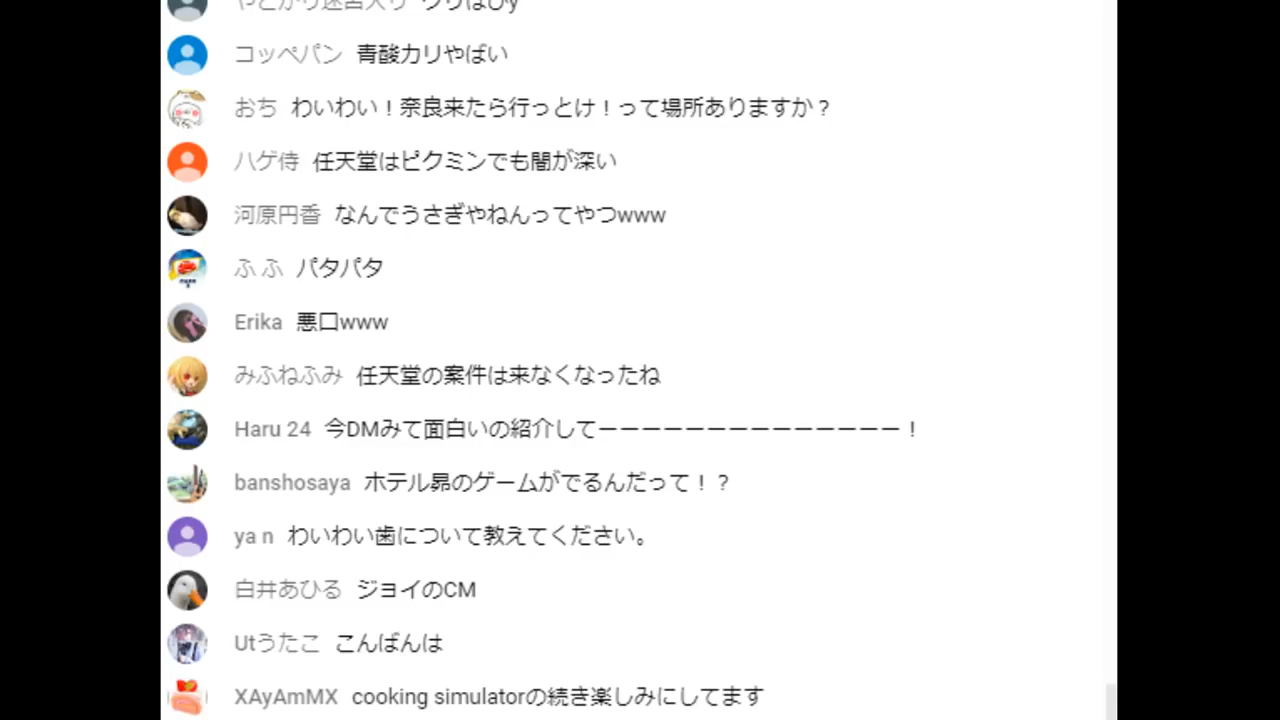 コッペパン 青酸カリやばい
おち わいわい！奈良来たら行っとけ！って場所ありますか？
ハゲ侍 任天堂はピクミンでも闇が深い
河原円香 なんでうさぎやねんってやつwww
ふ ふ パタパタ
Erika 悪口www
みふねふみ 任天堂の案件は来なくなったね
Haru 24 今DMみて面白いの紹介してーーーーーーーーーーーーーー！
banshosaya ホテル昴のゲームがでるんだって！？
ya n わいわい歯について教えてください。
白井あひる ジョイのCM
Utうたこ こんばんは
XAyAmMX cooking simulatorの続き楽しみにしてます